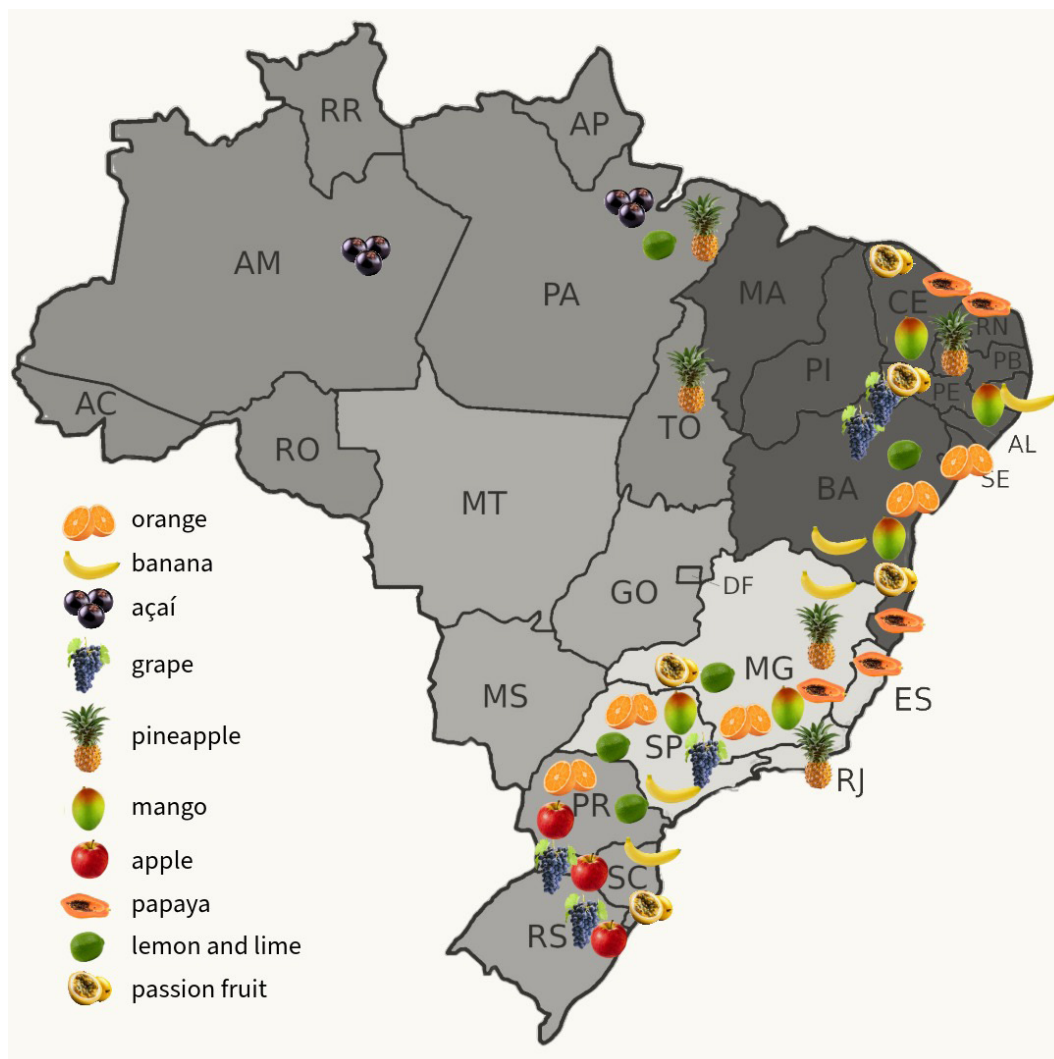 RR
AP
AM
PA
MA
CE
RN
PI
PB
PE
AC
TO
AL
RO
BA
SE
MT
GO
DF
MG
MS
ES
SP
RJ
PR
SC
RS
orange
banana
açaí
grape
pineapple
mango
apple
papaya
lemon and lime
passion fruit